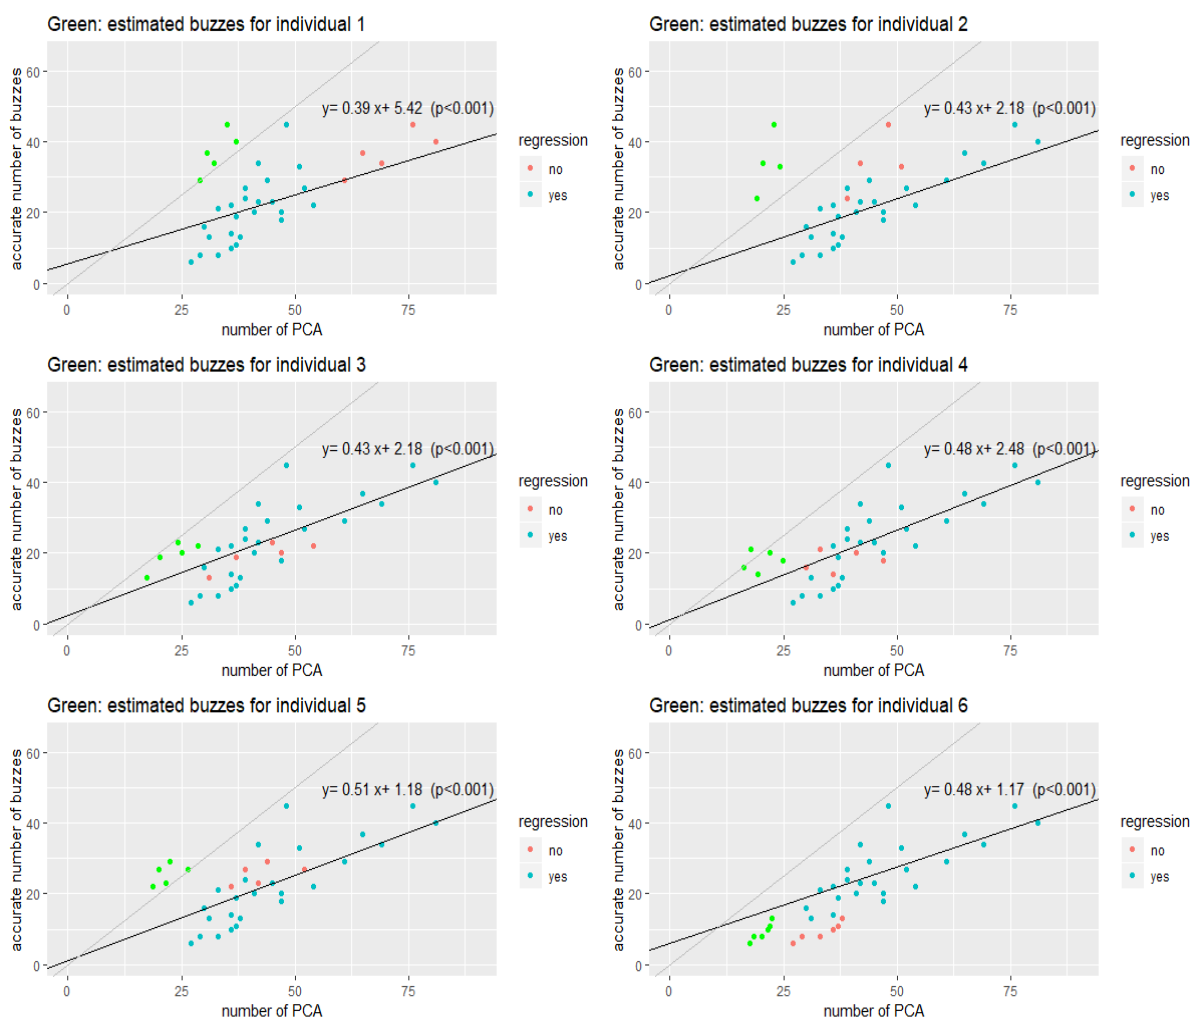 Green: estimated buzzes for individual 1
accurate number of buzzes
60
40
20
0
y= 0.39 x+ 5.42 (p<0.001)
0 25 50 75
number of PCA
regression
no
yes
Green: estimated buzzes for individual 2
accurate number of buzzes
60
40
20
0
y= 0.43 x+ 2.18 (p<0.001)
0 25 50 75
number of PCA
regression
no
yes
Green: estimated buzzes for individual 3
accurate number of buzzes
60
40
20
0
y= 0.43 x+ 2.18 (p<0.001)
0 25 50 75
number of PCA
regression
no
yes
Green: estimated buzzes for individual 4
accurate number of buzzes
60
40
20
0
y= 0.48 x+ 2.48 (p<0.001)
0 25 50 75
number of PCA
regression
no
yes
Green: estimated buzzes for individual 5
accurate number of buzzes
60
40
20
0
y= 0.51 x+ 1.18 (p<0.001)
0 25 50 75
number of PCA
regression
no
yes
Green: estimated buzzes for individual 6
accurate number of buzzes
60
40
20
0
y= 0.48 x+ 1.17 (p<0.001)
0 25 50 75
number of PCA
regression
no
yes